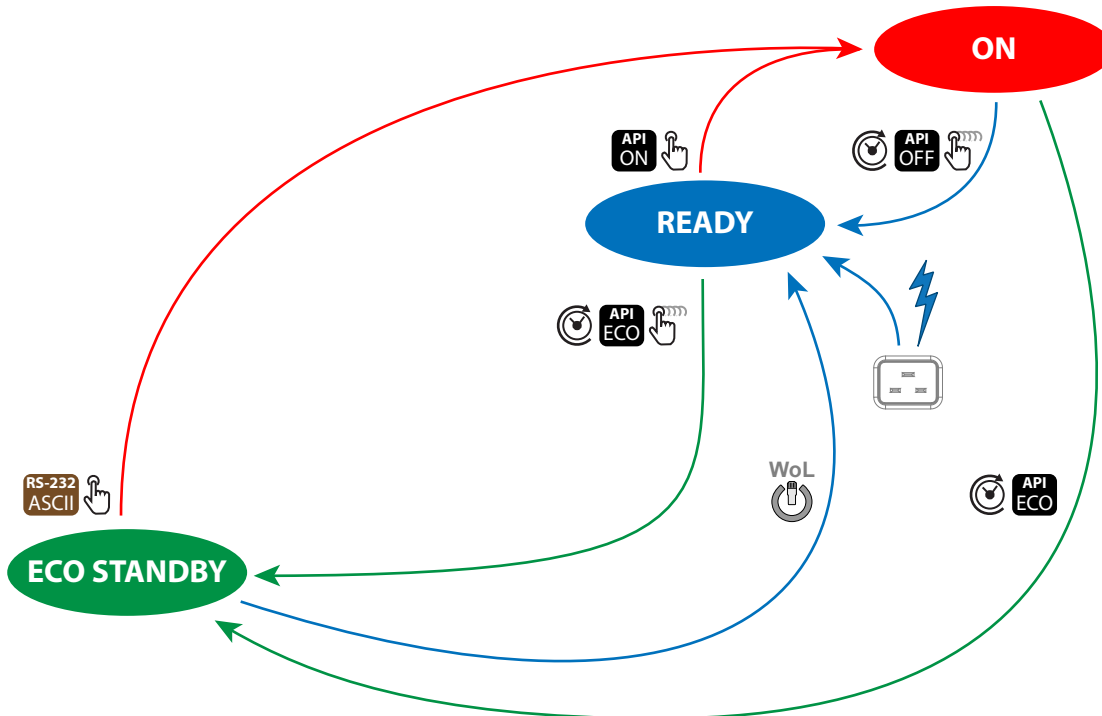 ON
API
ON
API
OFF
READY
API
ECO
WoL
RS-232
ASCII
API
ECO
ECO STANDBY